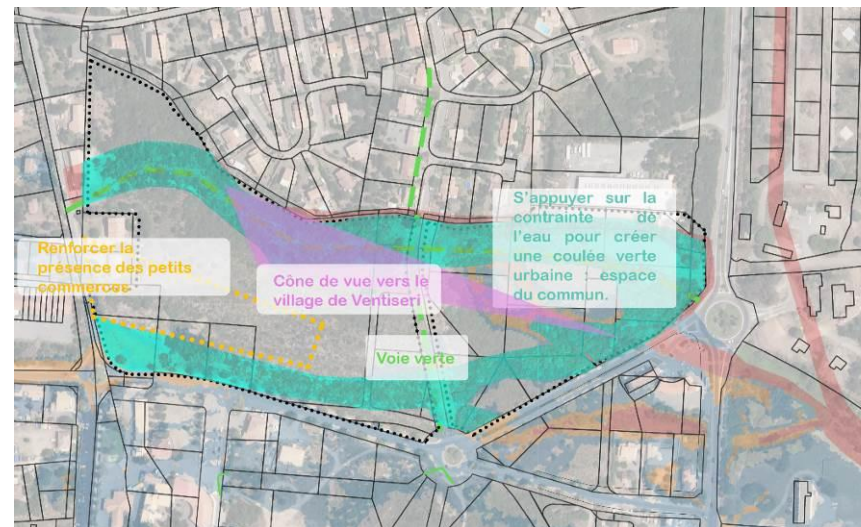 S'appuyer sur la
contrainte de
l'eau pour créer
une coulée verte
urbaine : espace
du commun.
Renforcer la
présence des petits
commerces
Cône de vue vers le
village de Ventiseri
Voie verte